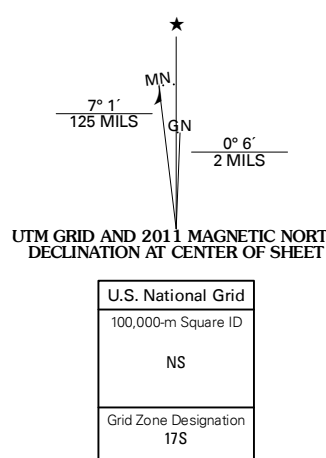 ★
M.N.
7° 1´
125 MILS
GN
0° 6´
2 MILS
UTM GRID AND 2011 MAGNETIC NORT
DECLINATION AT CENTER OF SHEET
U.S. National Grid
100,000-m Square ID
NS
Grid Zone Designation
17S